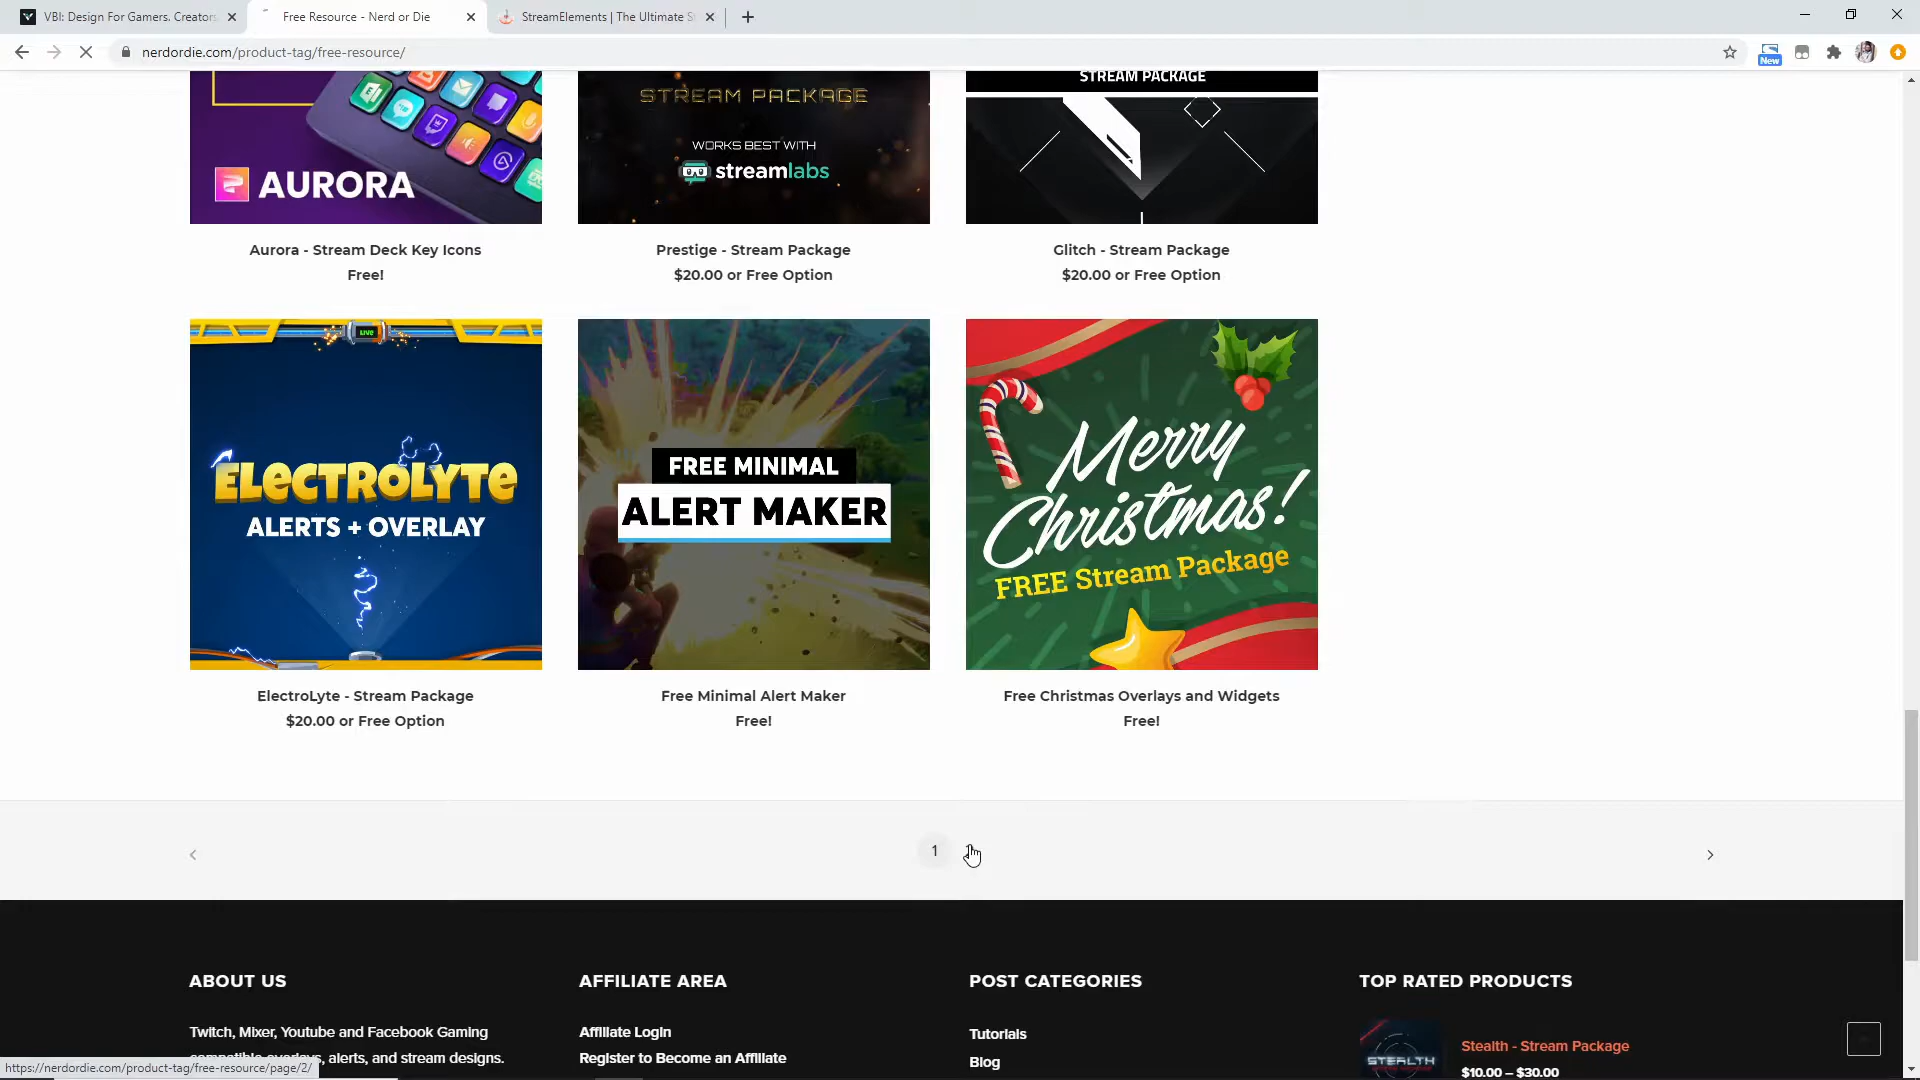 VBI: Design For Gamers. Creators.
Free Resource - Nerd or Die
StreamElements | The Ultimate S
nerdordie.com/product-tag/free-resource/
New
AURORA
STREAM PACKAGE
WORKS BEST WITH
streamlabs
STREAM PACKAGE
Aurora - Stream Deck Key Icons
Free!
Prestige - Stream Package
$20.00 or Free Option
Glitch - Stream Package
$20.00 or Free Option
LIVE
ELECTROLYTE
ALERTS + OVERLAY
FREE MINIMAL
ALERT MAKER
Merry
Christmas!
FREE Stream Package
ElectroLyte - Stream Package
$20.00 or Free Option
Free Minimal Alert Maker
Free!
Free Christmas Overlays and Widgets
Free!
1
ABOUT US
AFFILIATE AREA
POST CATEGORIES
TOP RATED PRODUCTS
Twitch, Mixer, Youtube and Facebook Gaming
compatible overlays, alerts, and stream designs.
Affiliate Login
Register to Become an Affiliate
Tutorials
Blog
STEALTH
Stealth - Stream Package
$10.00 – $30.00
https://nerdordie.com/product-tag/free-resource/page/2/